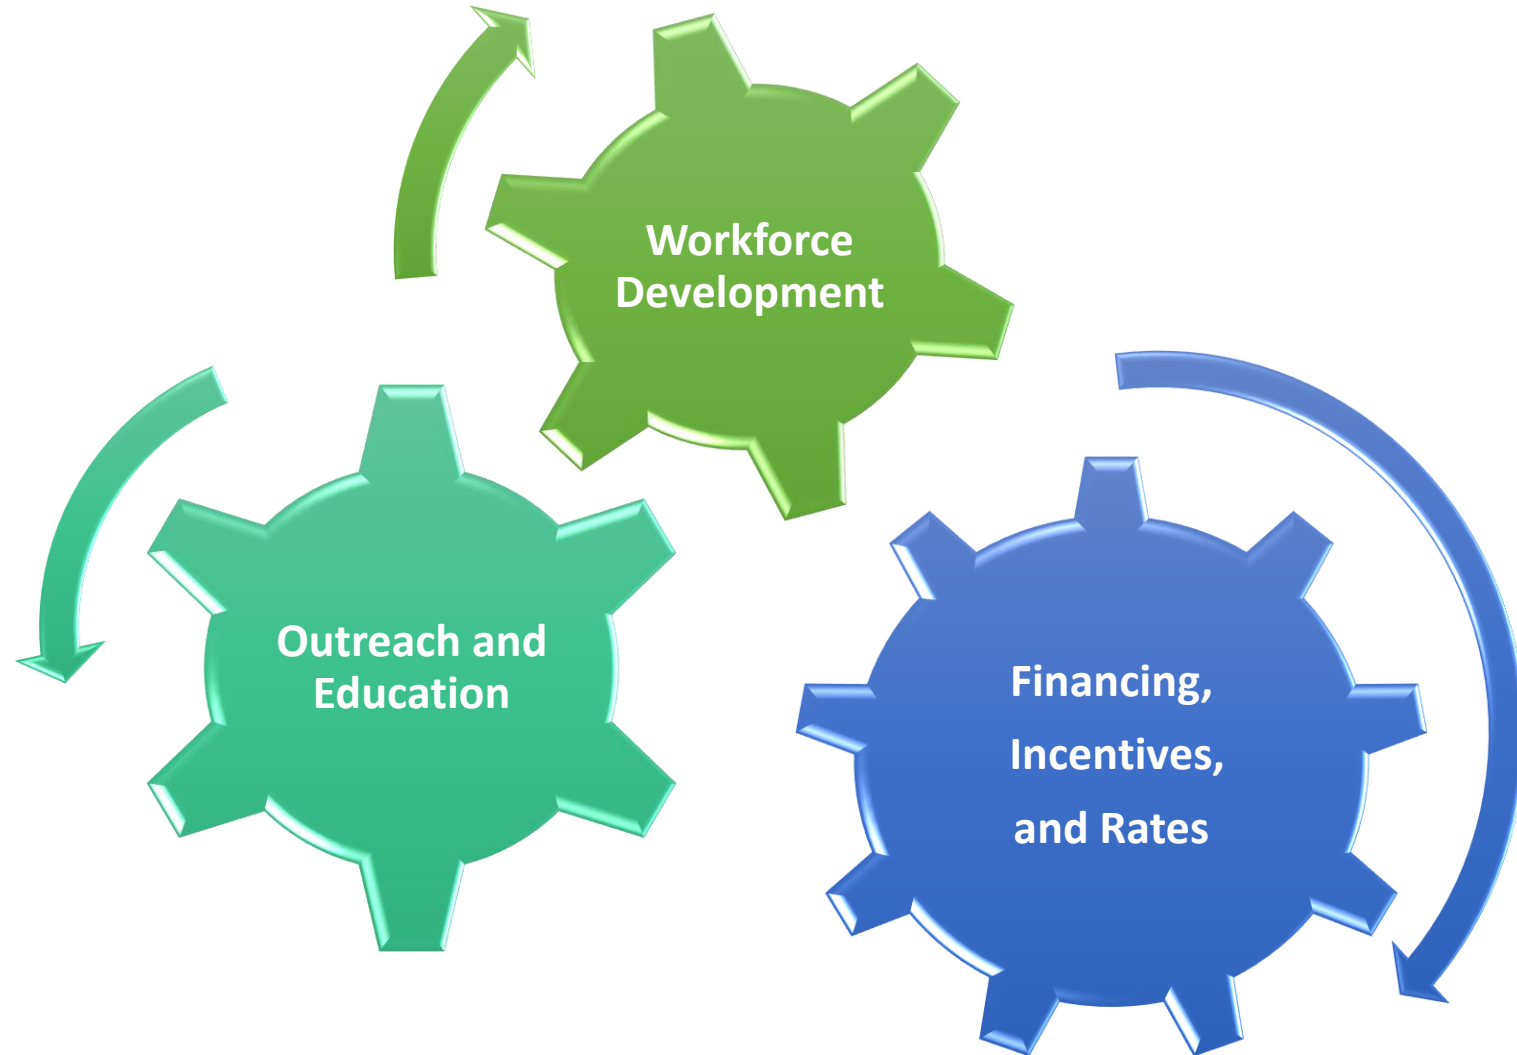 Workforce
Development
Outreach and
Education
Financing,
Incentives,
and Rates